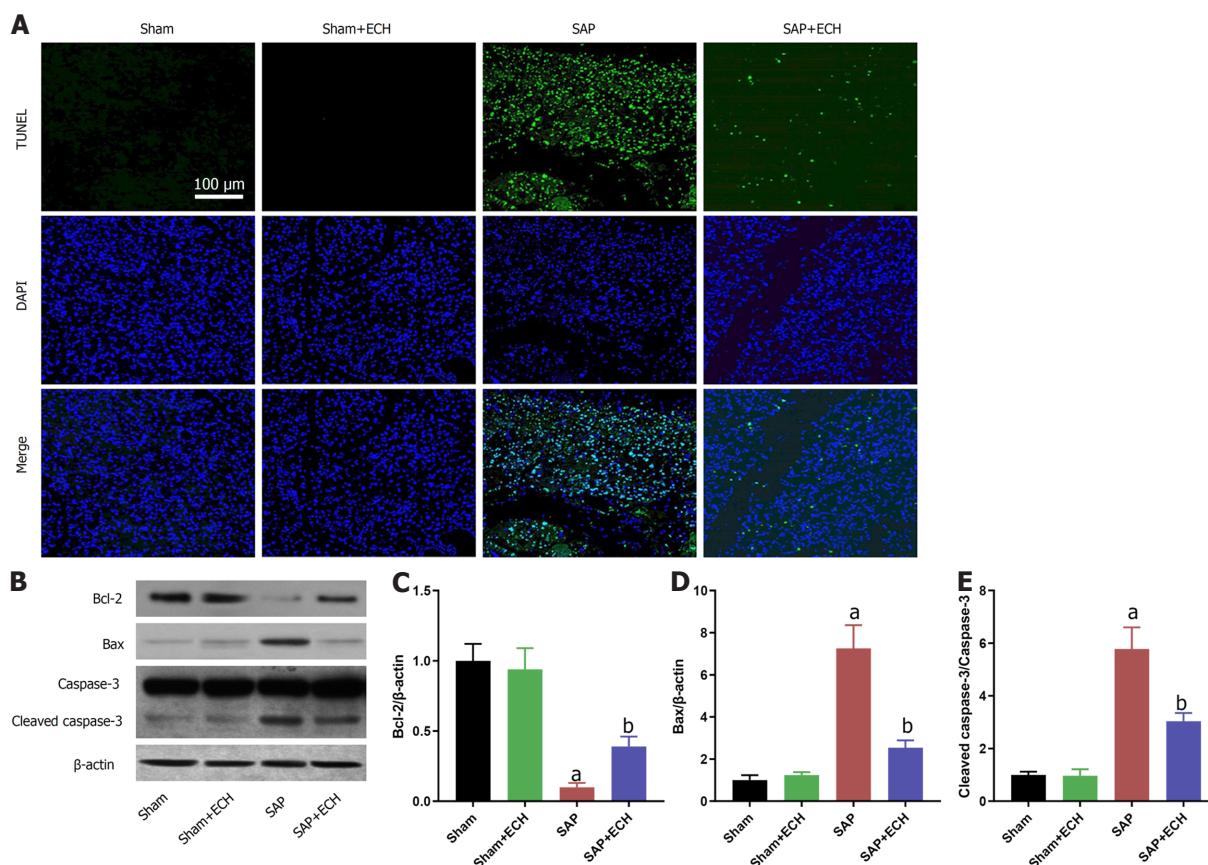 A
Sham Sham+ECH SAP SAP+ECH
TUNEL
100 μm
DAPI
Merge
B
Bcl-2
Bax
Caspase-3
Cleaved caspase-3
β-actin
Sham Sham+ECH SAP SAP+ECH
C
Bcl-2/β-actin
1.5
1.0
0.5
0.0
a
b
Sham Sham+ECH SAP SAP+ECH
D
Bax/β-actin
10
8
6
4
2
0
a
b
Sham Sham+ECH SAP SAP+ECH
E
Cleaved caspase-3/Caspase-3
8
6
4
2
0
a
b
Sham Sham+ECH SAP SAP+ECH